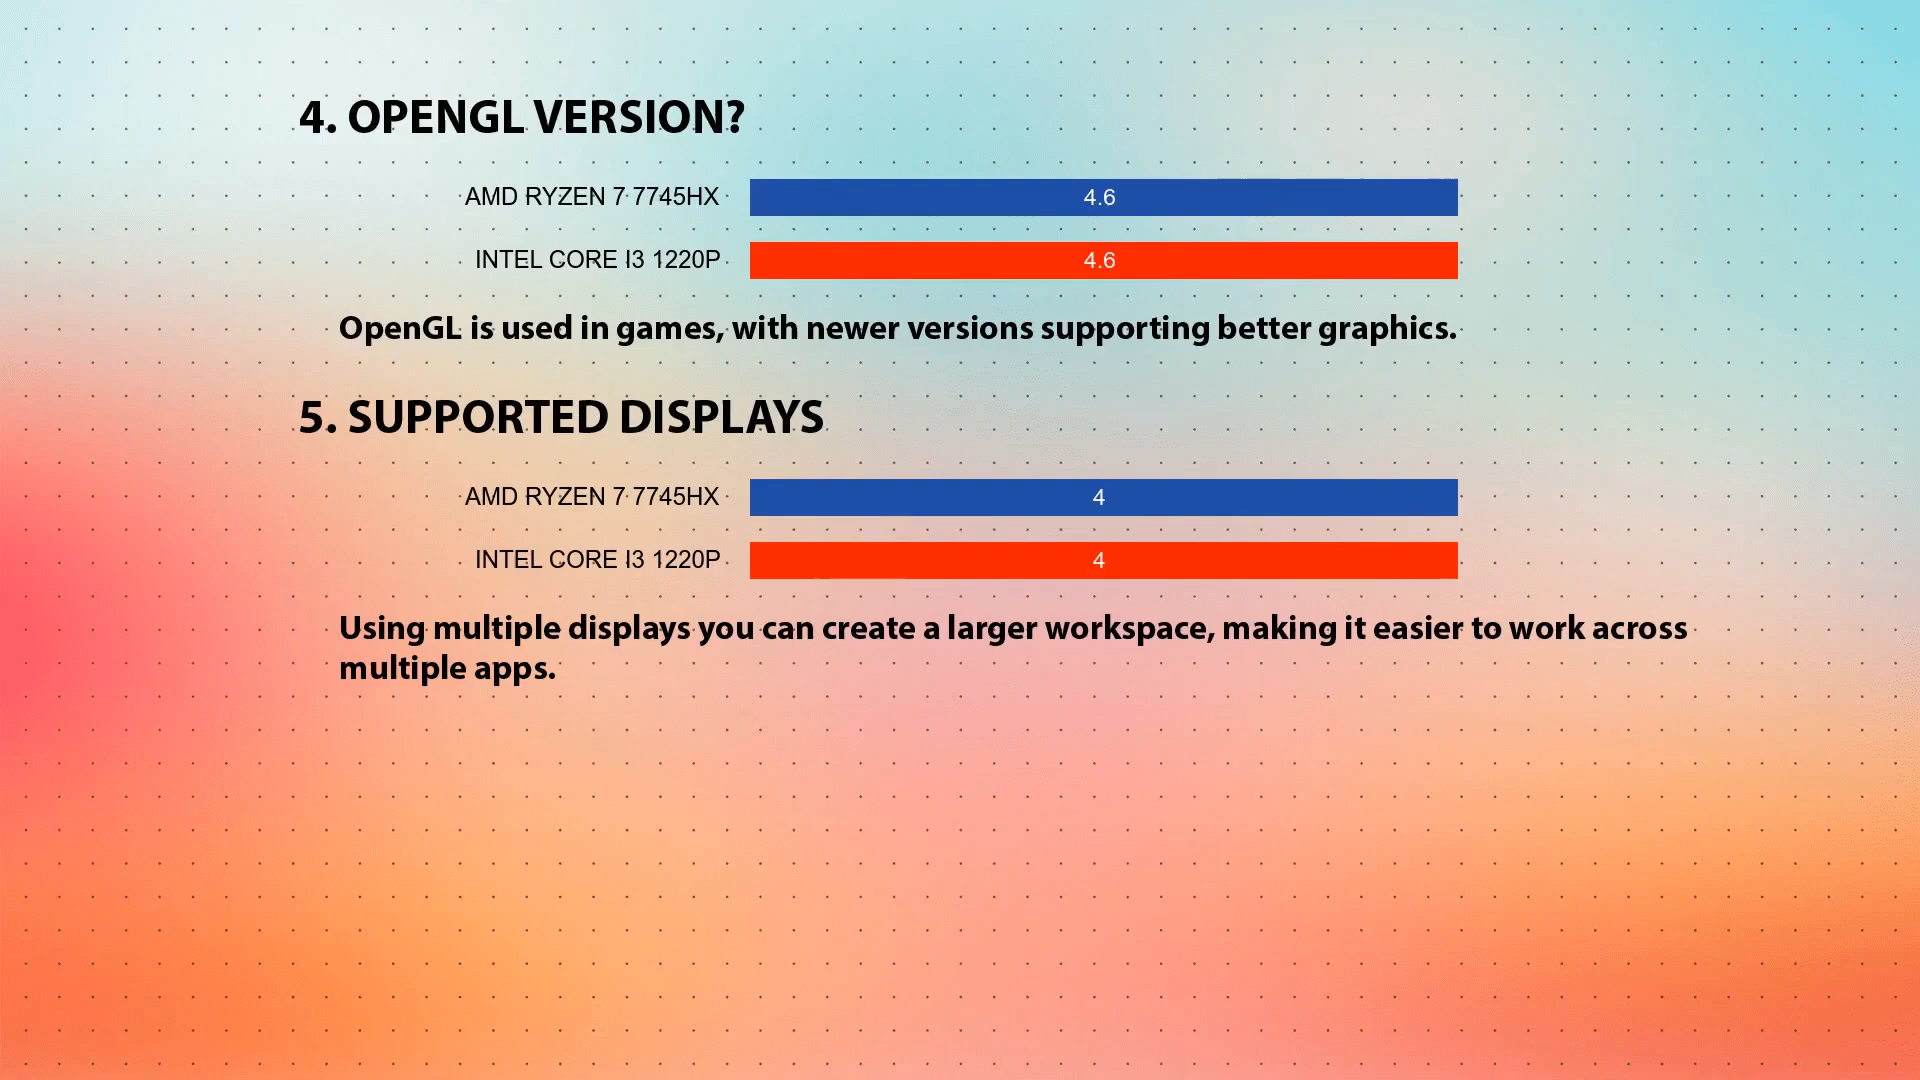 4. OPENGL VERSION?
AMD RYZEN 7 7745HX
4.6
INTEL CORE I3 1220P
4.6
OpenGL is used in games, with newer versions supporting better graphics.
5. SUPPORTED DISPLAYS
AMD RYZEN 7 7745HX
4
INTEL CORE I3 1220P
4
Using multiple displays you can create a larger workspace, making it easier to work across
multiple apps.